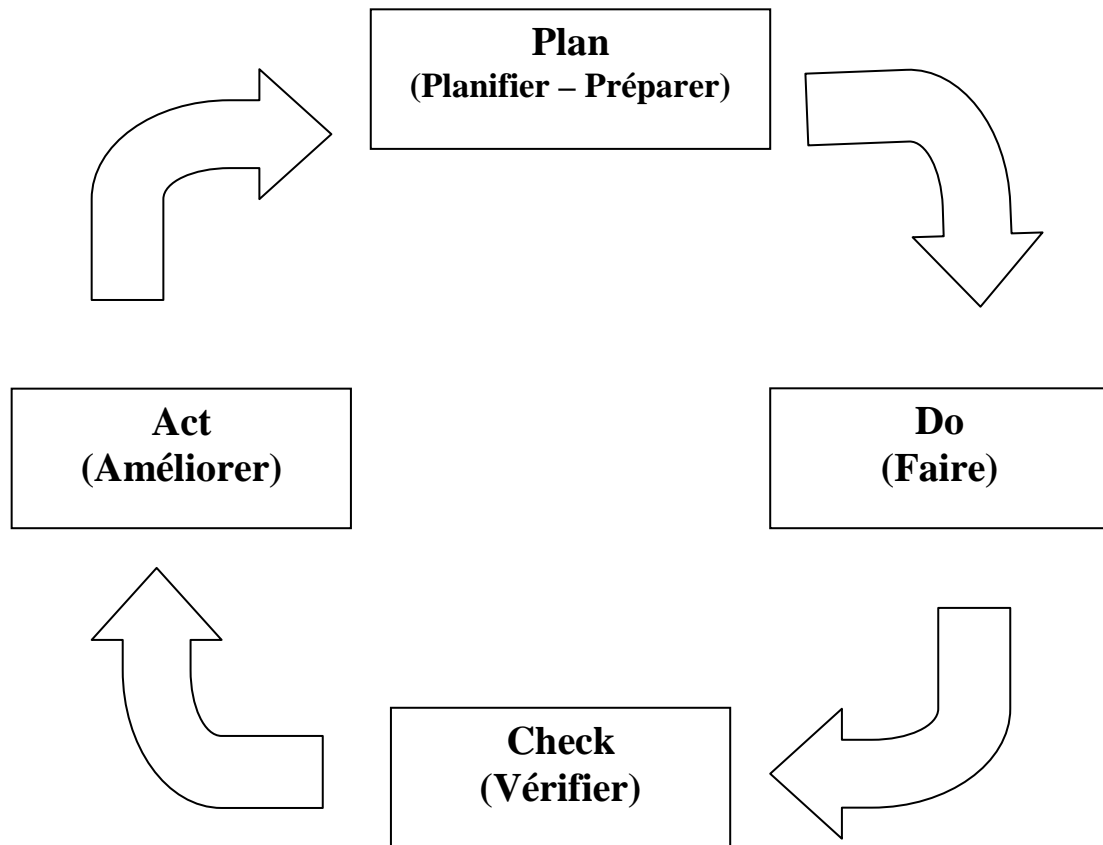 Plan
(Planifier – Préparer)
Act
(Améliorer)
Do
(Faire)
Check
(Vérifier)